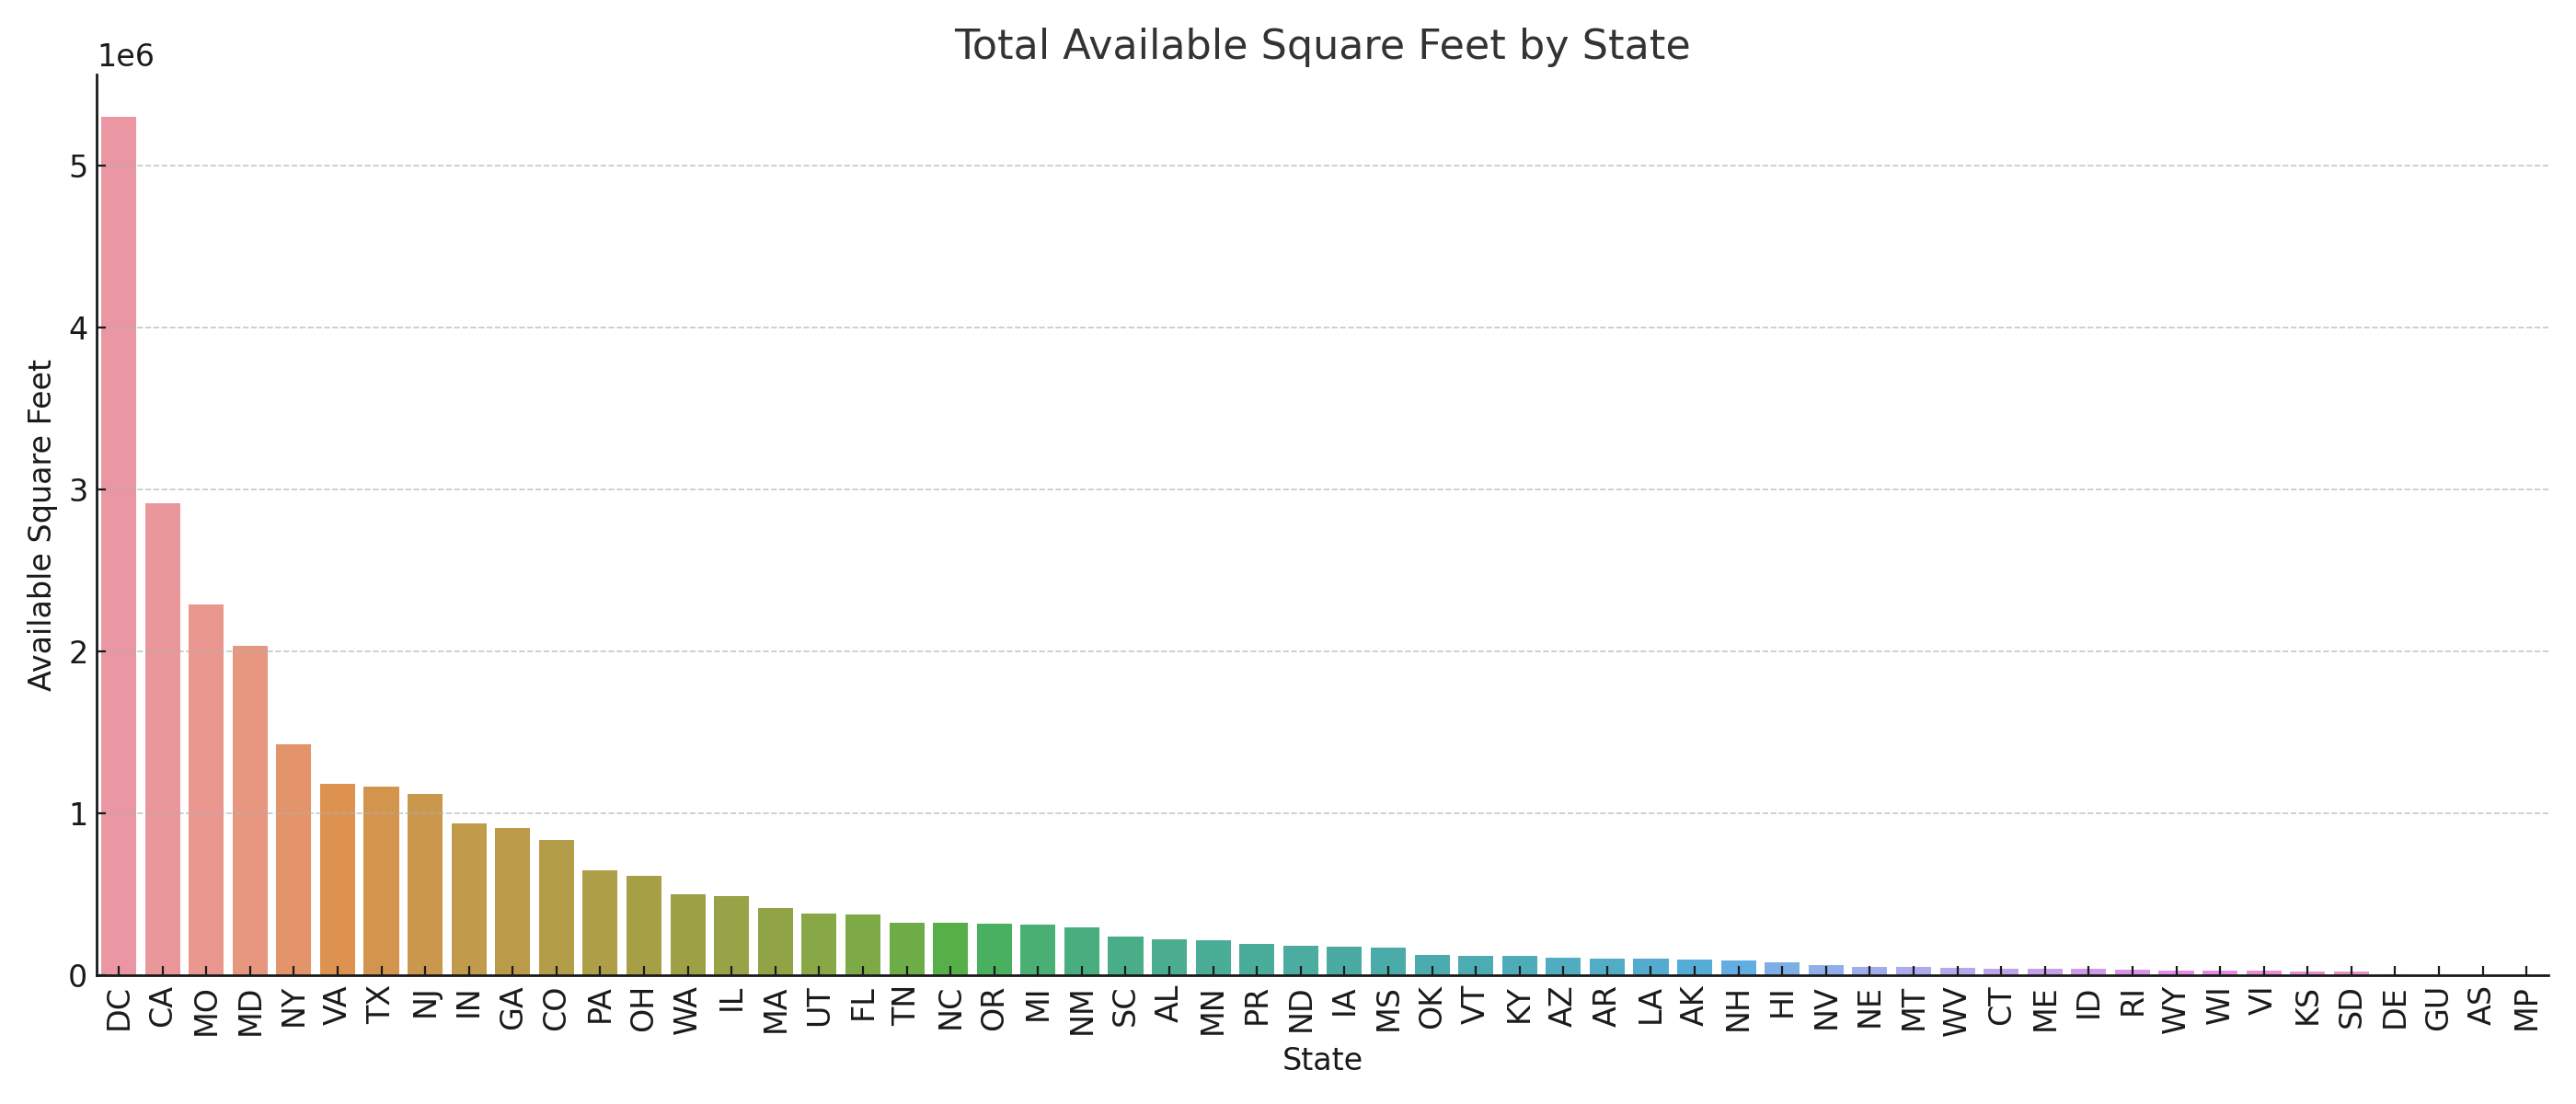 Total Available Square Feet by State
1e6
5
4
3
2
1
0
Available Square Feet
DC CA MO MD NY VA TX NJ IN GA CO PA OH WA IL MA UT FL TN NC OR MI NM SC AL MN PR ND IA MS OK VT KY AZ AR LA AK NH HI NV NE MT WV CT ME ID RI WY WI VI KS SD DE GU AS MP
State